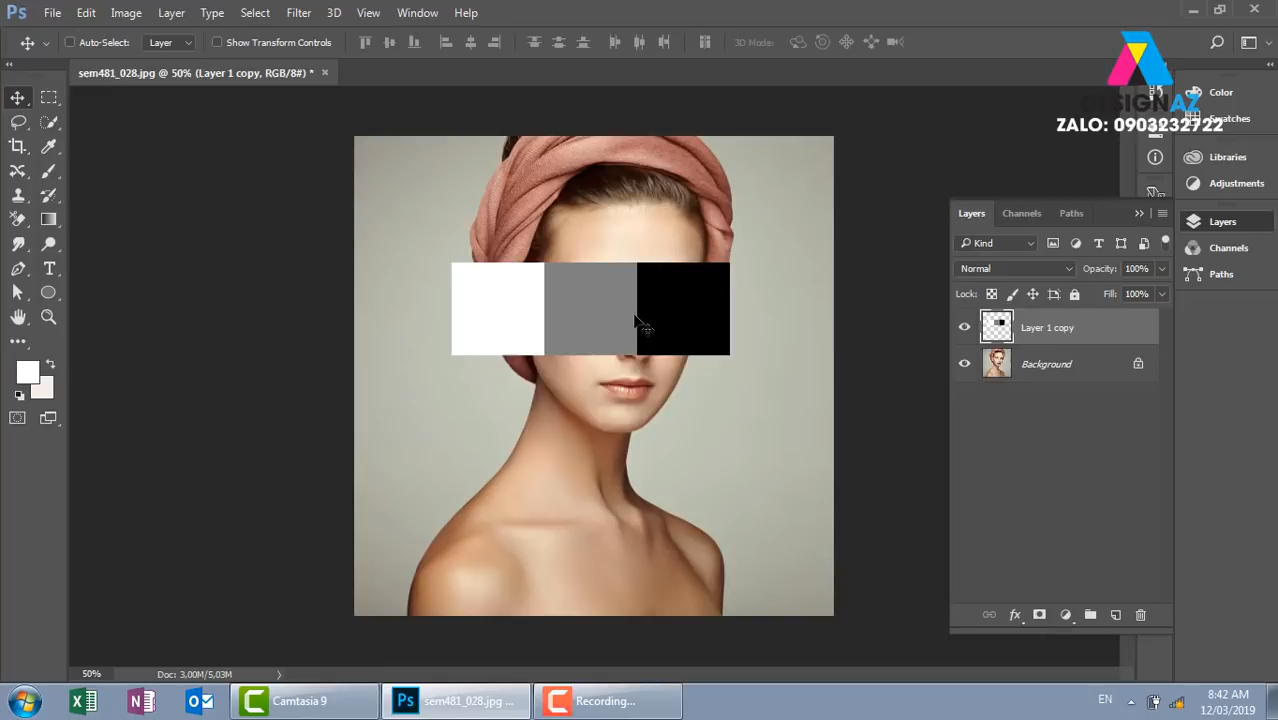 Ps File Edit Image Layer Type Select Filter 3D View Window Help
Auto-Select: Layer Show Transform Controls 3D Mode:
sem481_028.jpg @ 50% (Layer 1 copy, RGB/8#) *
DESIGNAZ
ZALO: 0903232722
Color
Swatches
Libraries
Adjustments
Layers
Channels
Paths
Layers Channels Paths
Kind
Normal Opacity: 100%
Lock: Fill: 100%
Layer 1 copy
Background
fx
50% Doc: 3,00M/5,03M
Camtasia 9
Ps sem481_028.jpg ...
Recording...
EN
8:42 AM
12/03/2019